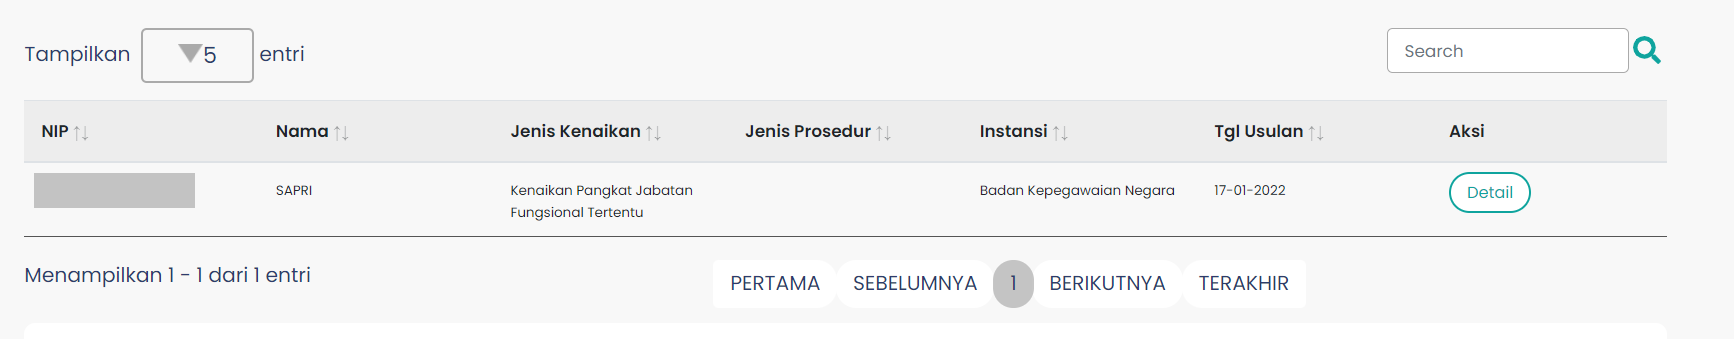 Tampilkan 5 entri Search
NIP Nama Jenis Kenaikan Jenis Prosedur Instansi Tgl Usulan Aksi
SAPRI Kenaikan Pangkat Jabatan Badan Kepegawaian Negara 17-01-2022 Detail
Fungsional Tertentu
Menampilkan 1 - 1 dari 1 entri PERTAMA SEBELUMNYA 1 BERIKUTNYA TERAKHIR